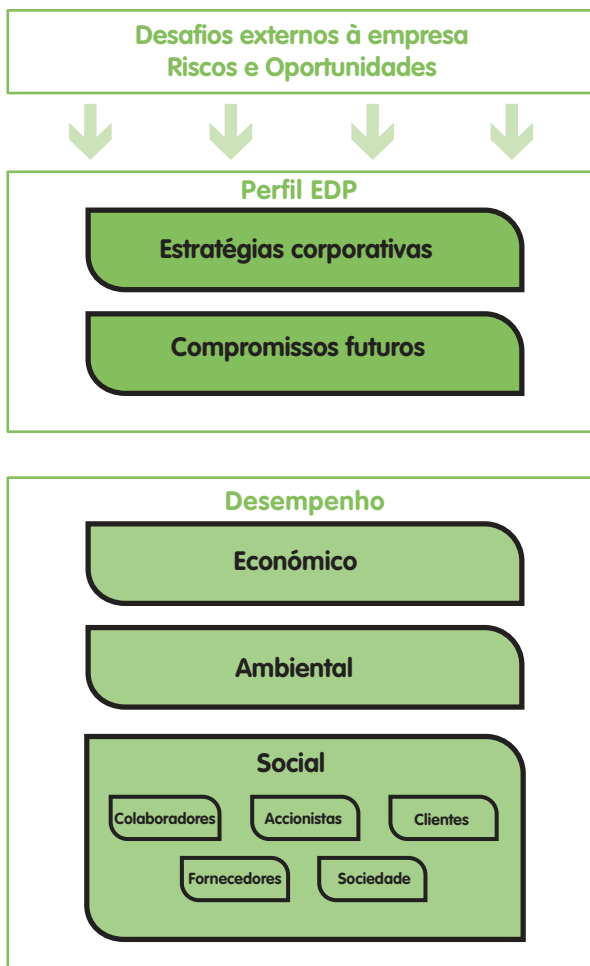 Desafios externos à empresa
Riscos e Oportunidades
Perfil EDP
Estratégias corporativas
Compromissos futuros
Desempenho
Económico
Ambiental
Social
Colaboradores
Accionistas
Clientes
Fornecedores
Sociedade